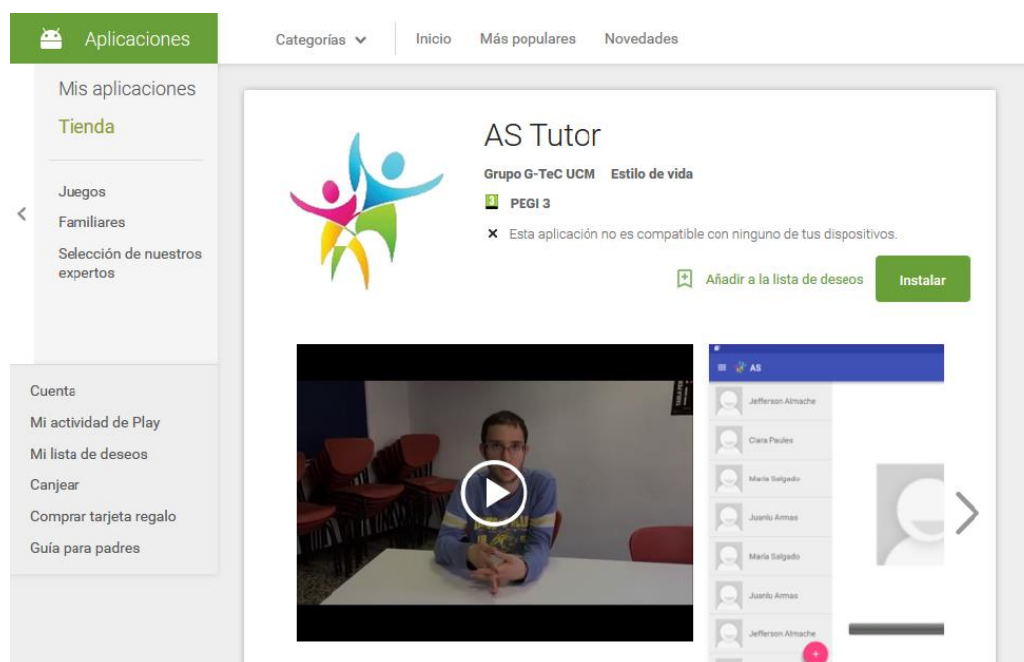 Aplicaciones
Categorías
Inicio
Más populares
Novedades
Mis aplicaciones
Tienda
Juegos
Familiares
Selección de nuestros
expertos
Cuenta
Mi actividad de Play
Mi lista de deseos
Canjear
Comprar tarjeta regalo
Guía para padres
AS Tutor
Grupo G-TeC UCM Estilo de vida
3 PEGI 3
Esta aplicación no es compatible con ninguno de tus dispositivos.
Añadir a la lista de deseos
Instalar
AS
Jefferson Almache
Clara Paules
María Salgado
Juanlu Armas
María Salgado
Juanlu Armas
Jefferson Almache